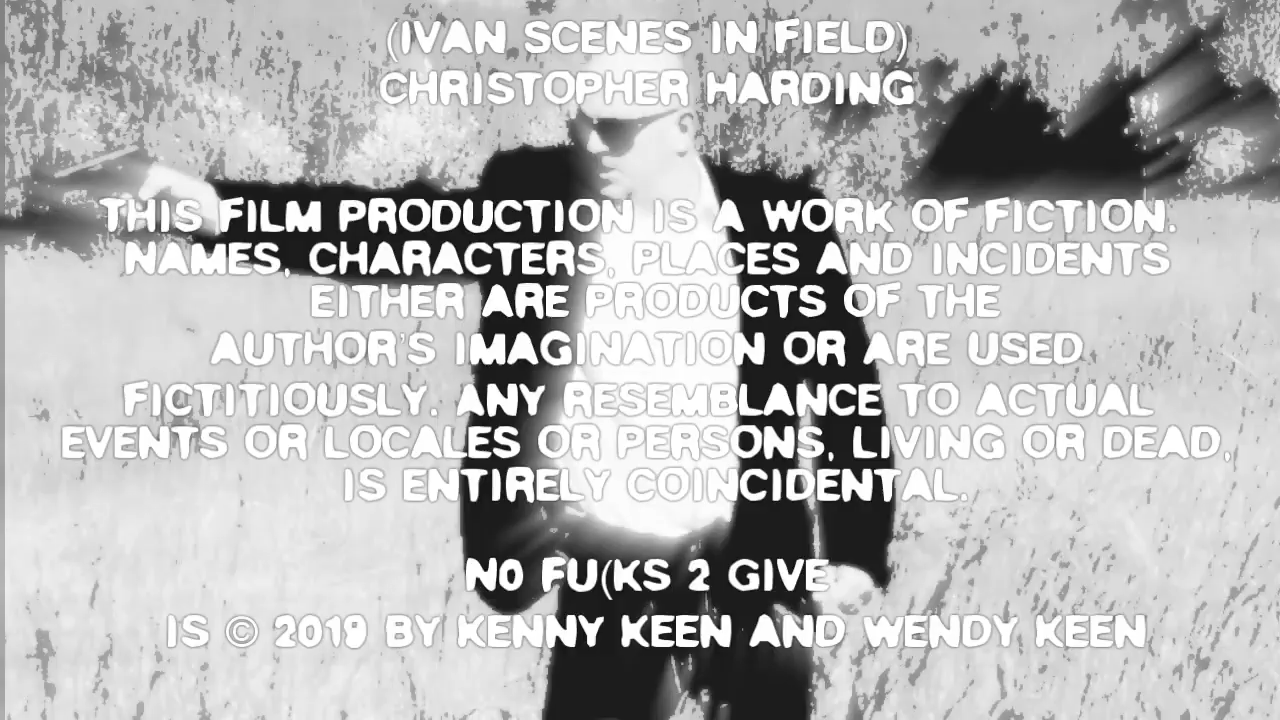 (IVAN SCENES IN FIELD)
CHRISTOPHER HARDING
THIS FILM PRODUCTION IS A WORK OF FICTION.
NAMES, CHARACTERS, PLACES AND INCIDENTS
EITHER ARE PRODUCTS OF THE
AUTHOR'S IMAGINATION OR ARE USED
FICTITIOUSLY. ANY RESEMBLANCE TO ACTUAL
EVENTS OR LOCALES OR PERSONS, LIVING OR DEAD,
IS ENTIRELY COINCIDENTAL.
NO FU(KS 2 GIVE
IS © 2019 BY KENNY KEEN AND WENDY KEEN